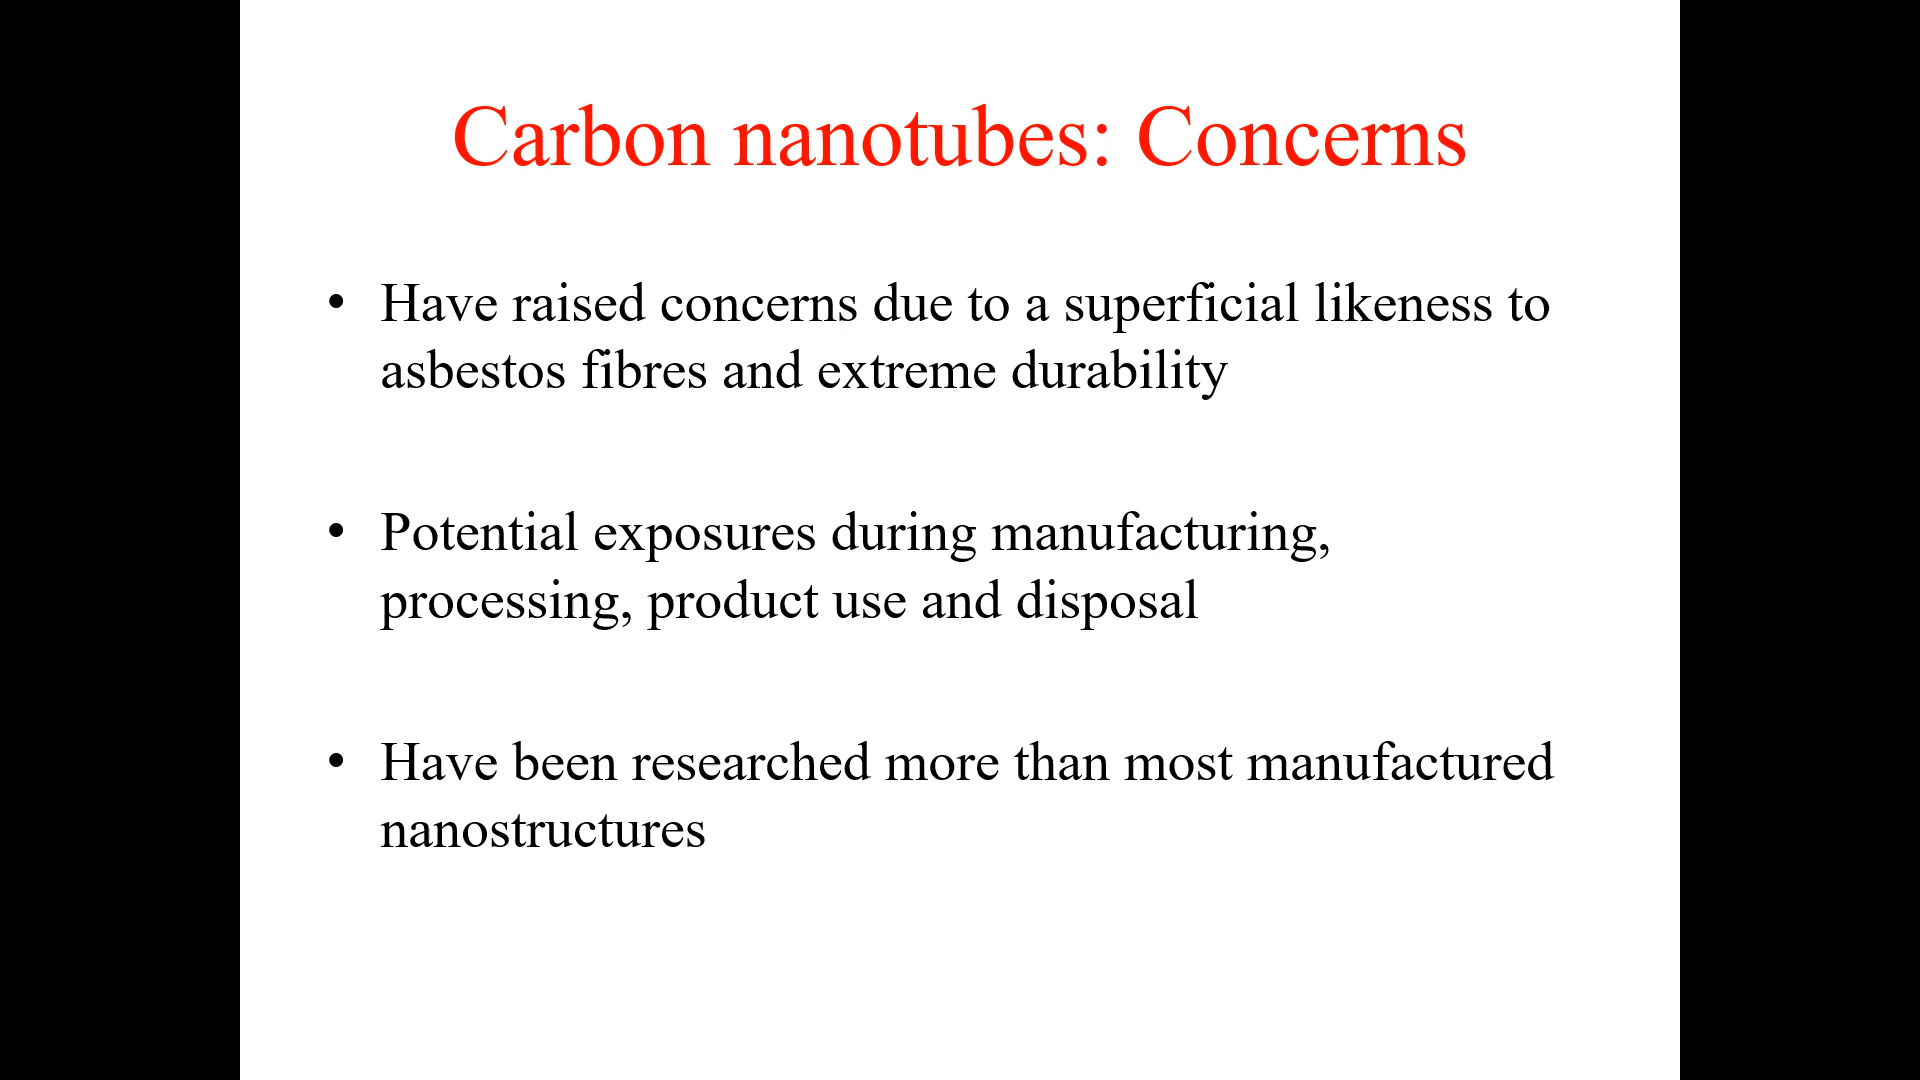 Carbon nanotubes: Concerns
• Have raised concerns due to a superficial likeness to
asbestos fibres and extreme durability
• Potential exposures during manufacturing,
processing, product use and disposal
• Have been researched more than most manufactured
nanostructures